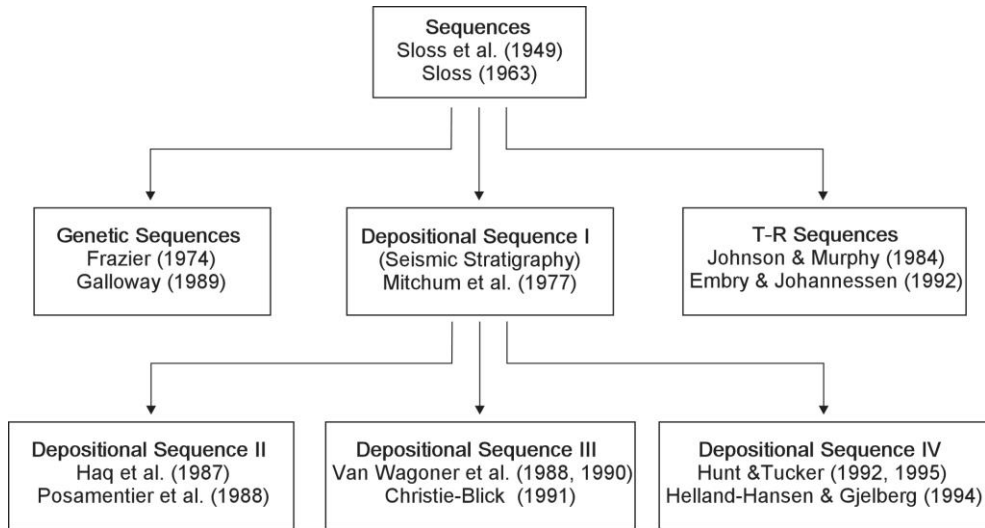 Sequences
Sloss et al. (1949)
Sloss (1963)
Genetic Sequences
Frazier (1974)
Galloway (1989)
Depositional Sequence I
(Seismic Stratigraphy)
Mitchum et al. (1977)
T-R Sequences
Johnson & Murphy (1984)
Embry & Johannessen (1992)
Depositional Sequence II
Haq et al. (1987)
Posamentier et al. (1988)
Depositional Sequence III
Van Wagoner et al. (1988, 1990)
Christie-Blick (1991)
Depositional Sequence IV
Hunt &Tucker (1992, 1995)
Helland-Hansen & Gjelberg (1994)